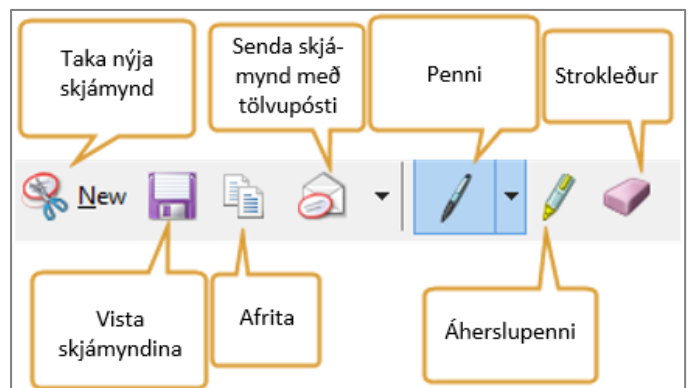 Taka nýja
skjámynd
Senda skjá-
mynd með
tölvupósti
Penni
Strokleður
New
Vista
skjámyndina
Afrita
Áherslupenni